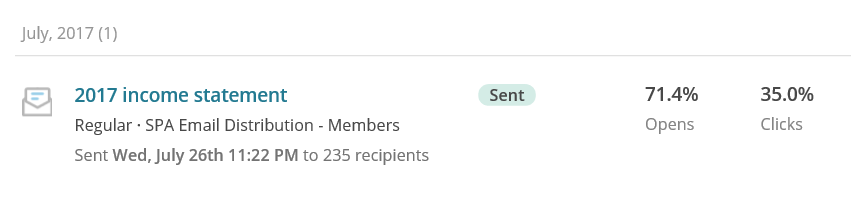 July, 2017 (1)
2017 income statement
Sent
71.4%
35.0%
Regular · SPA Email Distribution - Members
Opens
Clicks
Sent Wed, July 26th 11:22 PM to 235 recipients